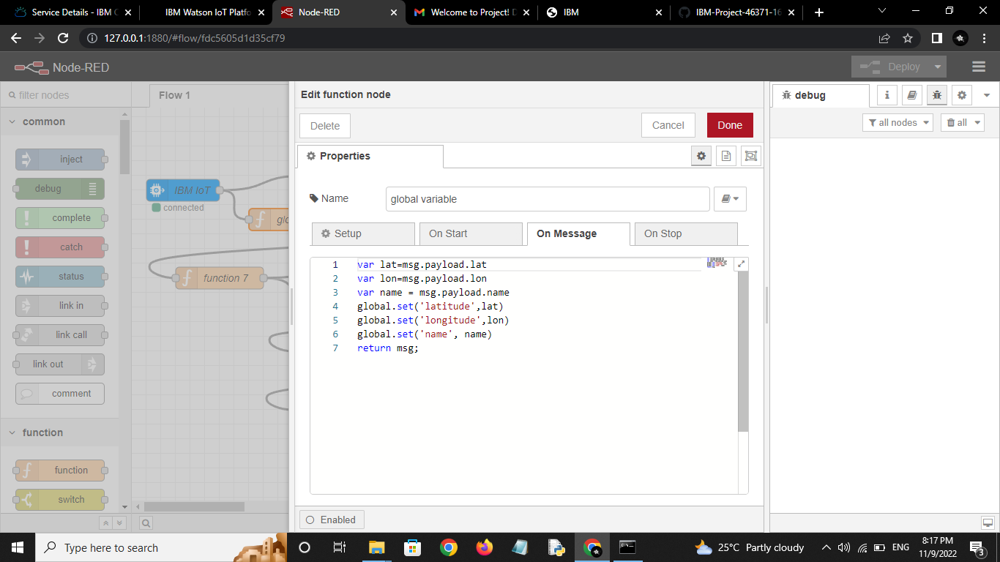 Service Details - IBM C
IBM Watson IoT Platfo
Node-RED
Welcome to Project! D
IBM
IBM-Project-46371-16
127.0.0.1:1880/#flow/fdc5605d1d35cf79
Node-RED
Deploy
filter nodes
Flow 1
Edit function node
debug
common
Delete
Cancel
Done
all nodes
all
inject
Properties
debug
IBM IoT
connected
Name
global variable
complete
glo
catch
Setup
On Start
On Message
On Stop
status
function 7
link in
link call
link out
comment
1 var lat=msg.payload.lat
2 var lon=msg.payload.lon
3 var name = msg.payload.name
4 global.set('latitude',lat)
5 global.set('longitude',lon)
6 global.set('name', name)
7 return msg;
function
function
switch
Enabled
Type here to search
25°C Partly cloudy
ENG
8:17 PM
11/9/2022
3